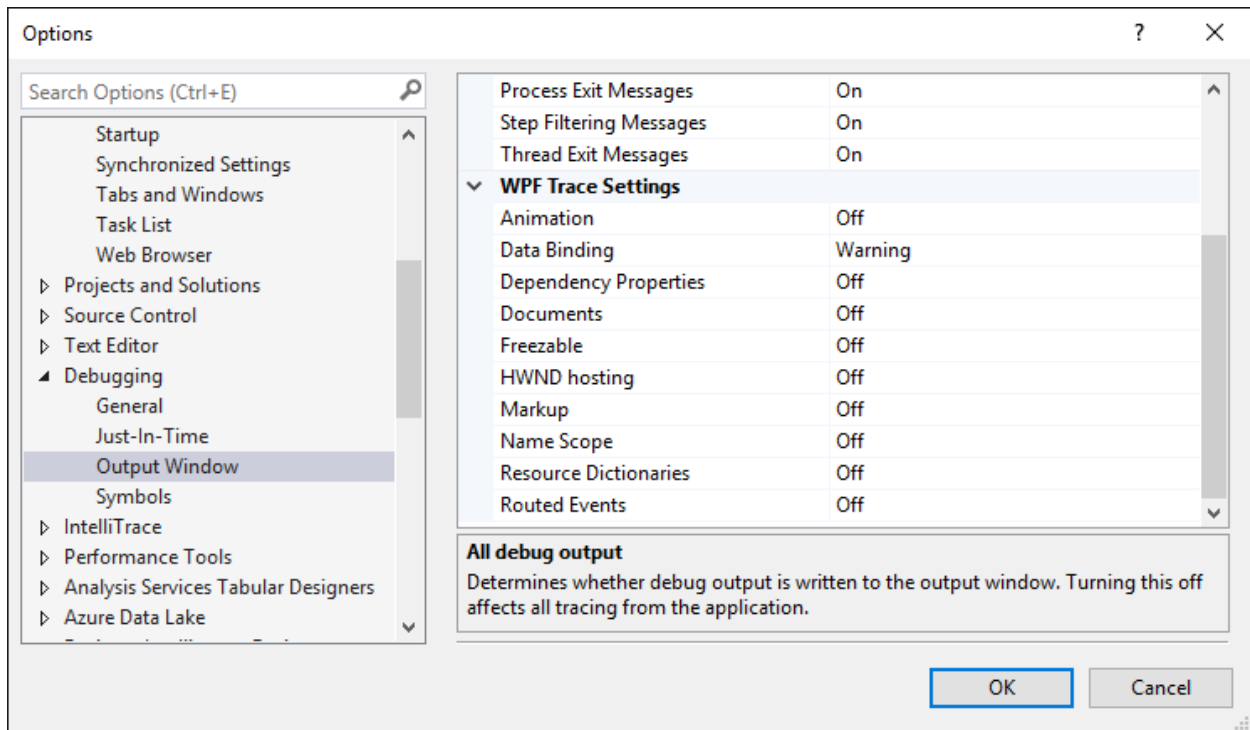 Options
?
Search Options (Ctrl+E)
Startup
Synchronized Settings
Tabs and Windows
Task List
Web Browser
Projects and Solutions
Source Control
Text Editor
Debugging
General
Just-In-Time
Output Window
Symbols
IntelliTrace
Performance Tools
Analysis Services Tabular Designers
Azure Data Lake
Process Exit Messages On
Step Filtering Messages On
Thread Exit Messages On
WPF Trace Settings
Animation Off
Data Binding Warning
Dependency Properties Off
Documents Off
Freezable Off
HWND hosting Off
Markup Off
Name Scope Off
Resource Dictionaries Off
Routed Events Off
All debug output
Determines whether debug output is written to the output window. Turning this off
affects all tracing from the application.
OK Cancel